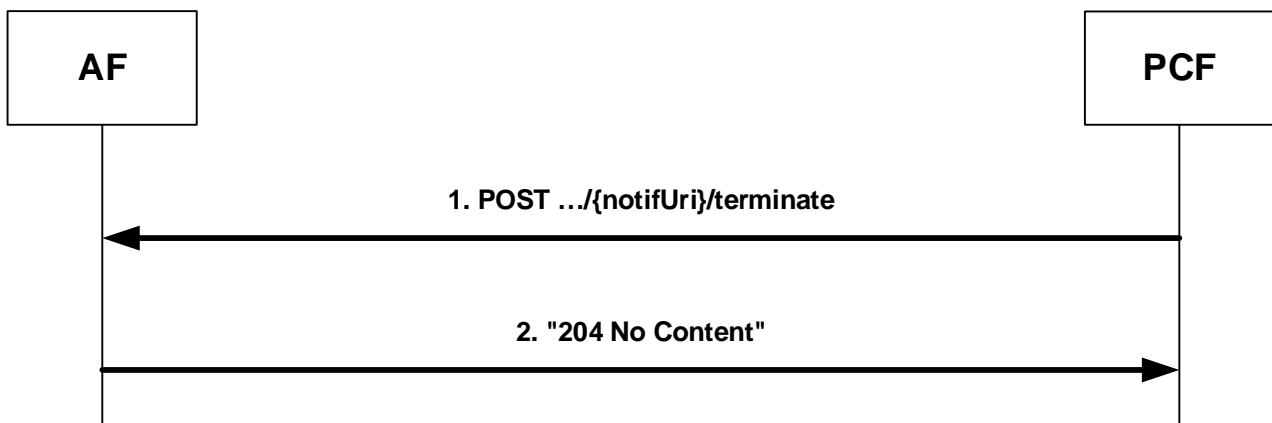 AF
PCF
1. POST …/{notifUri}/terminate
2. "204 No Content"